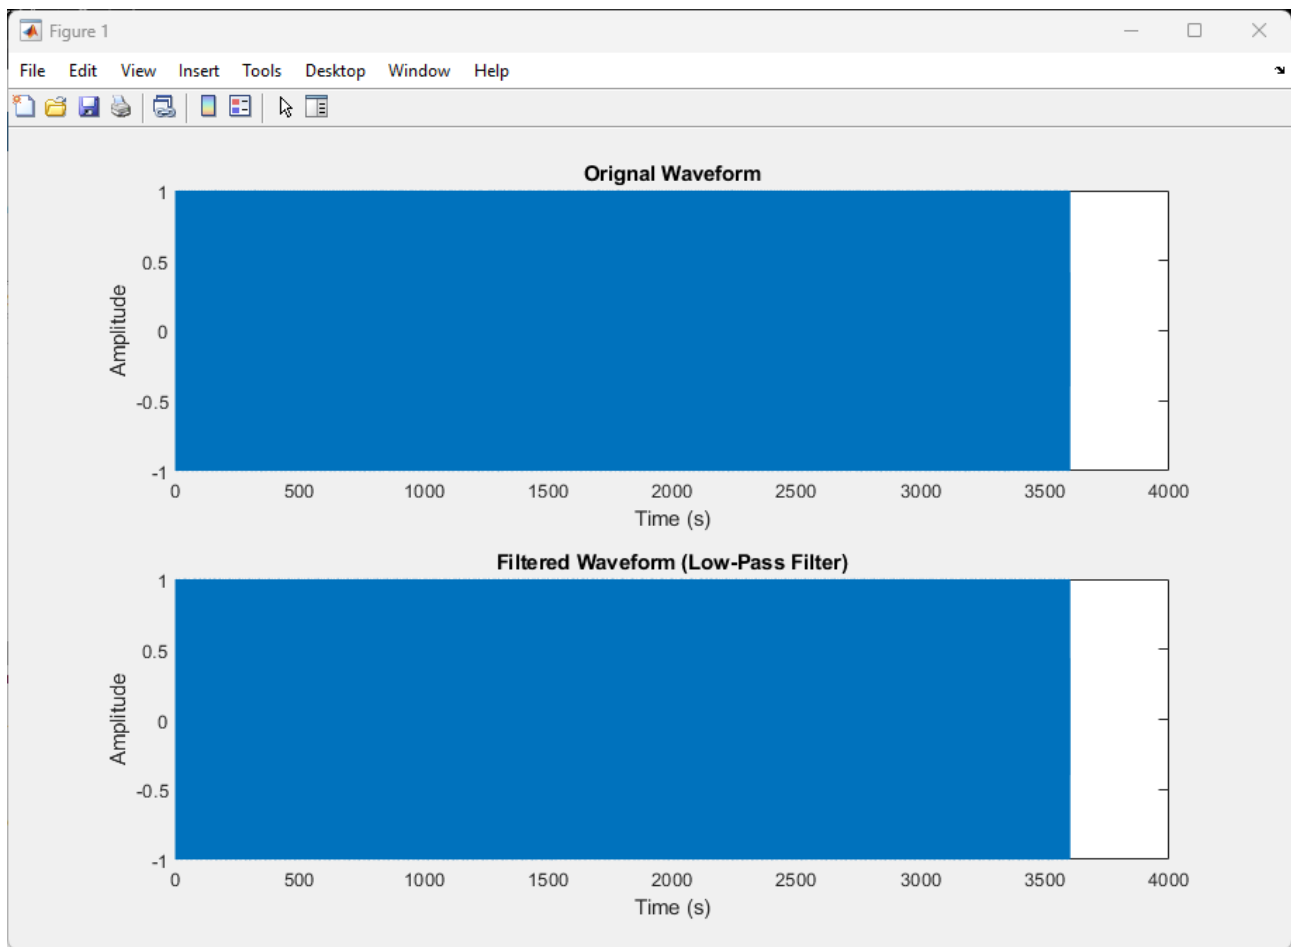 Figure 1
File Edit View Insert Tools Desktop Window Help
Orignal Waveform
1
0.5
0
-0.5
-1
Amplitude
0 500 1000 1500 2000 2500 3000 3500 4000
Time (s)
Filtered Waveform (Low-Pass Filter)
1
0.5
0
-0.5
-1
Amplitude
0 500 1000 1500 2000 2500 3000 3500 4000
Time (s)